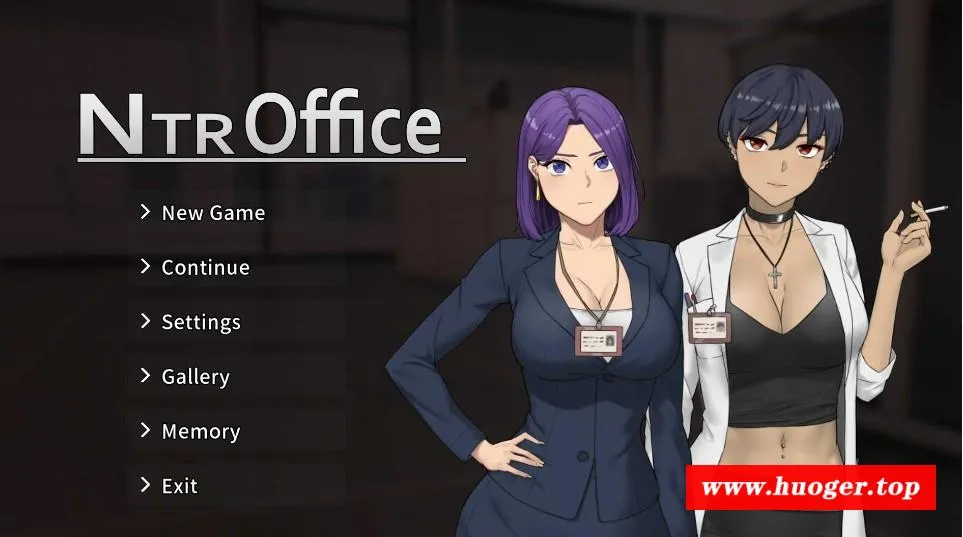 NTR Office
New Game
Continue
Settings
Gallery
Memory
Exit
www.huoger.top